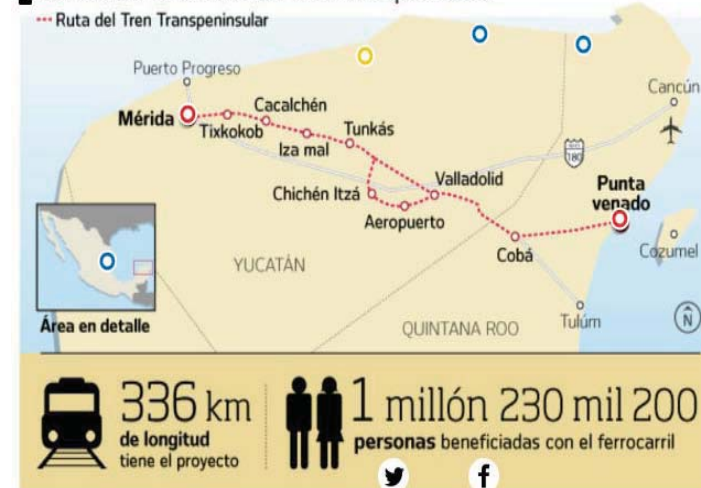 Ruta del Tren Transpeninsular
Puerto Progreso
Cancún
Mérida
Cacalchén
Tixkokob
Tunkás
Iza mal
180
Valladolid
Punta
venado
Chichén Itzá
Aeropuerto
Cobá
Cozumel
YUCATÁN
Área en detalle
QUINTANA ROO
Tulúm
N
336 km
de longitud
tiene el proyecto
1 millón 230 mil 200
personas beneficiadas con el ferrocarril